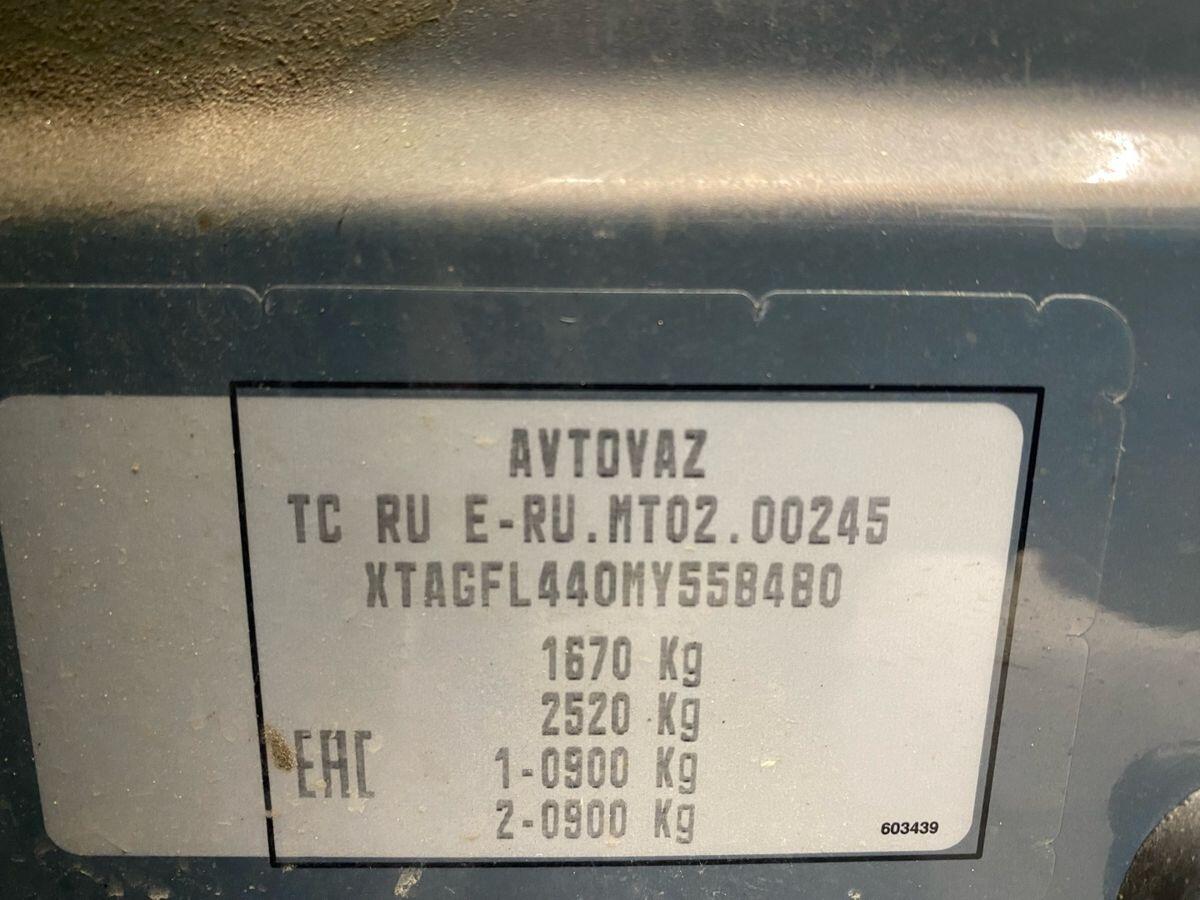 AVTOVAZ
TC RU E-RU.MT02.00245
XTAGFL440MY558480
1670 Kg
2520 Kg
1-0900 Kg
EAC
2-0900 Kg
603439